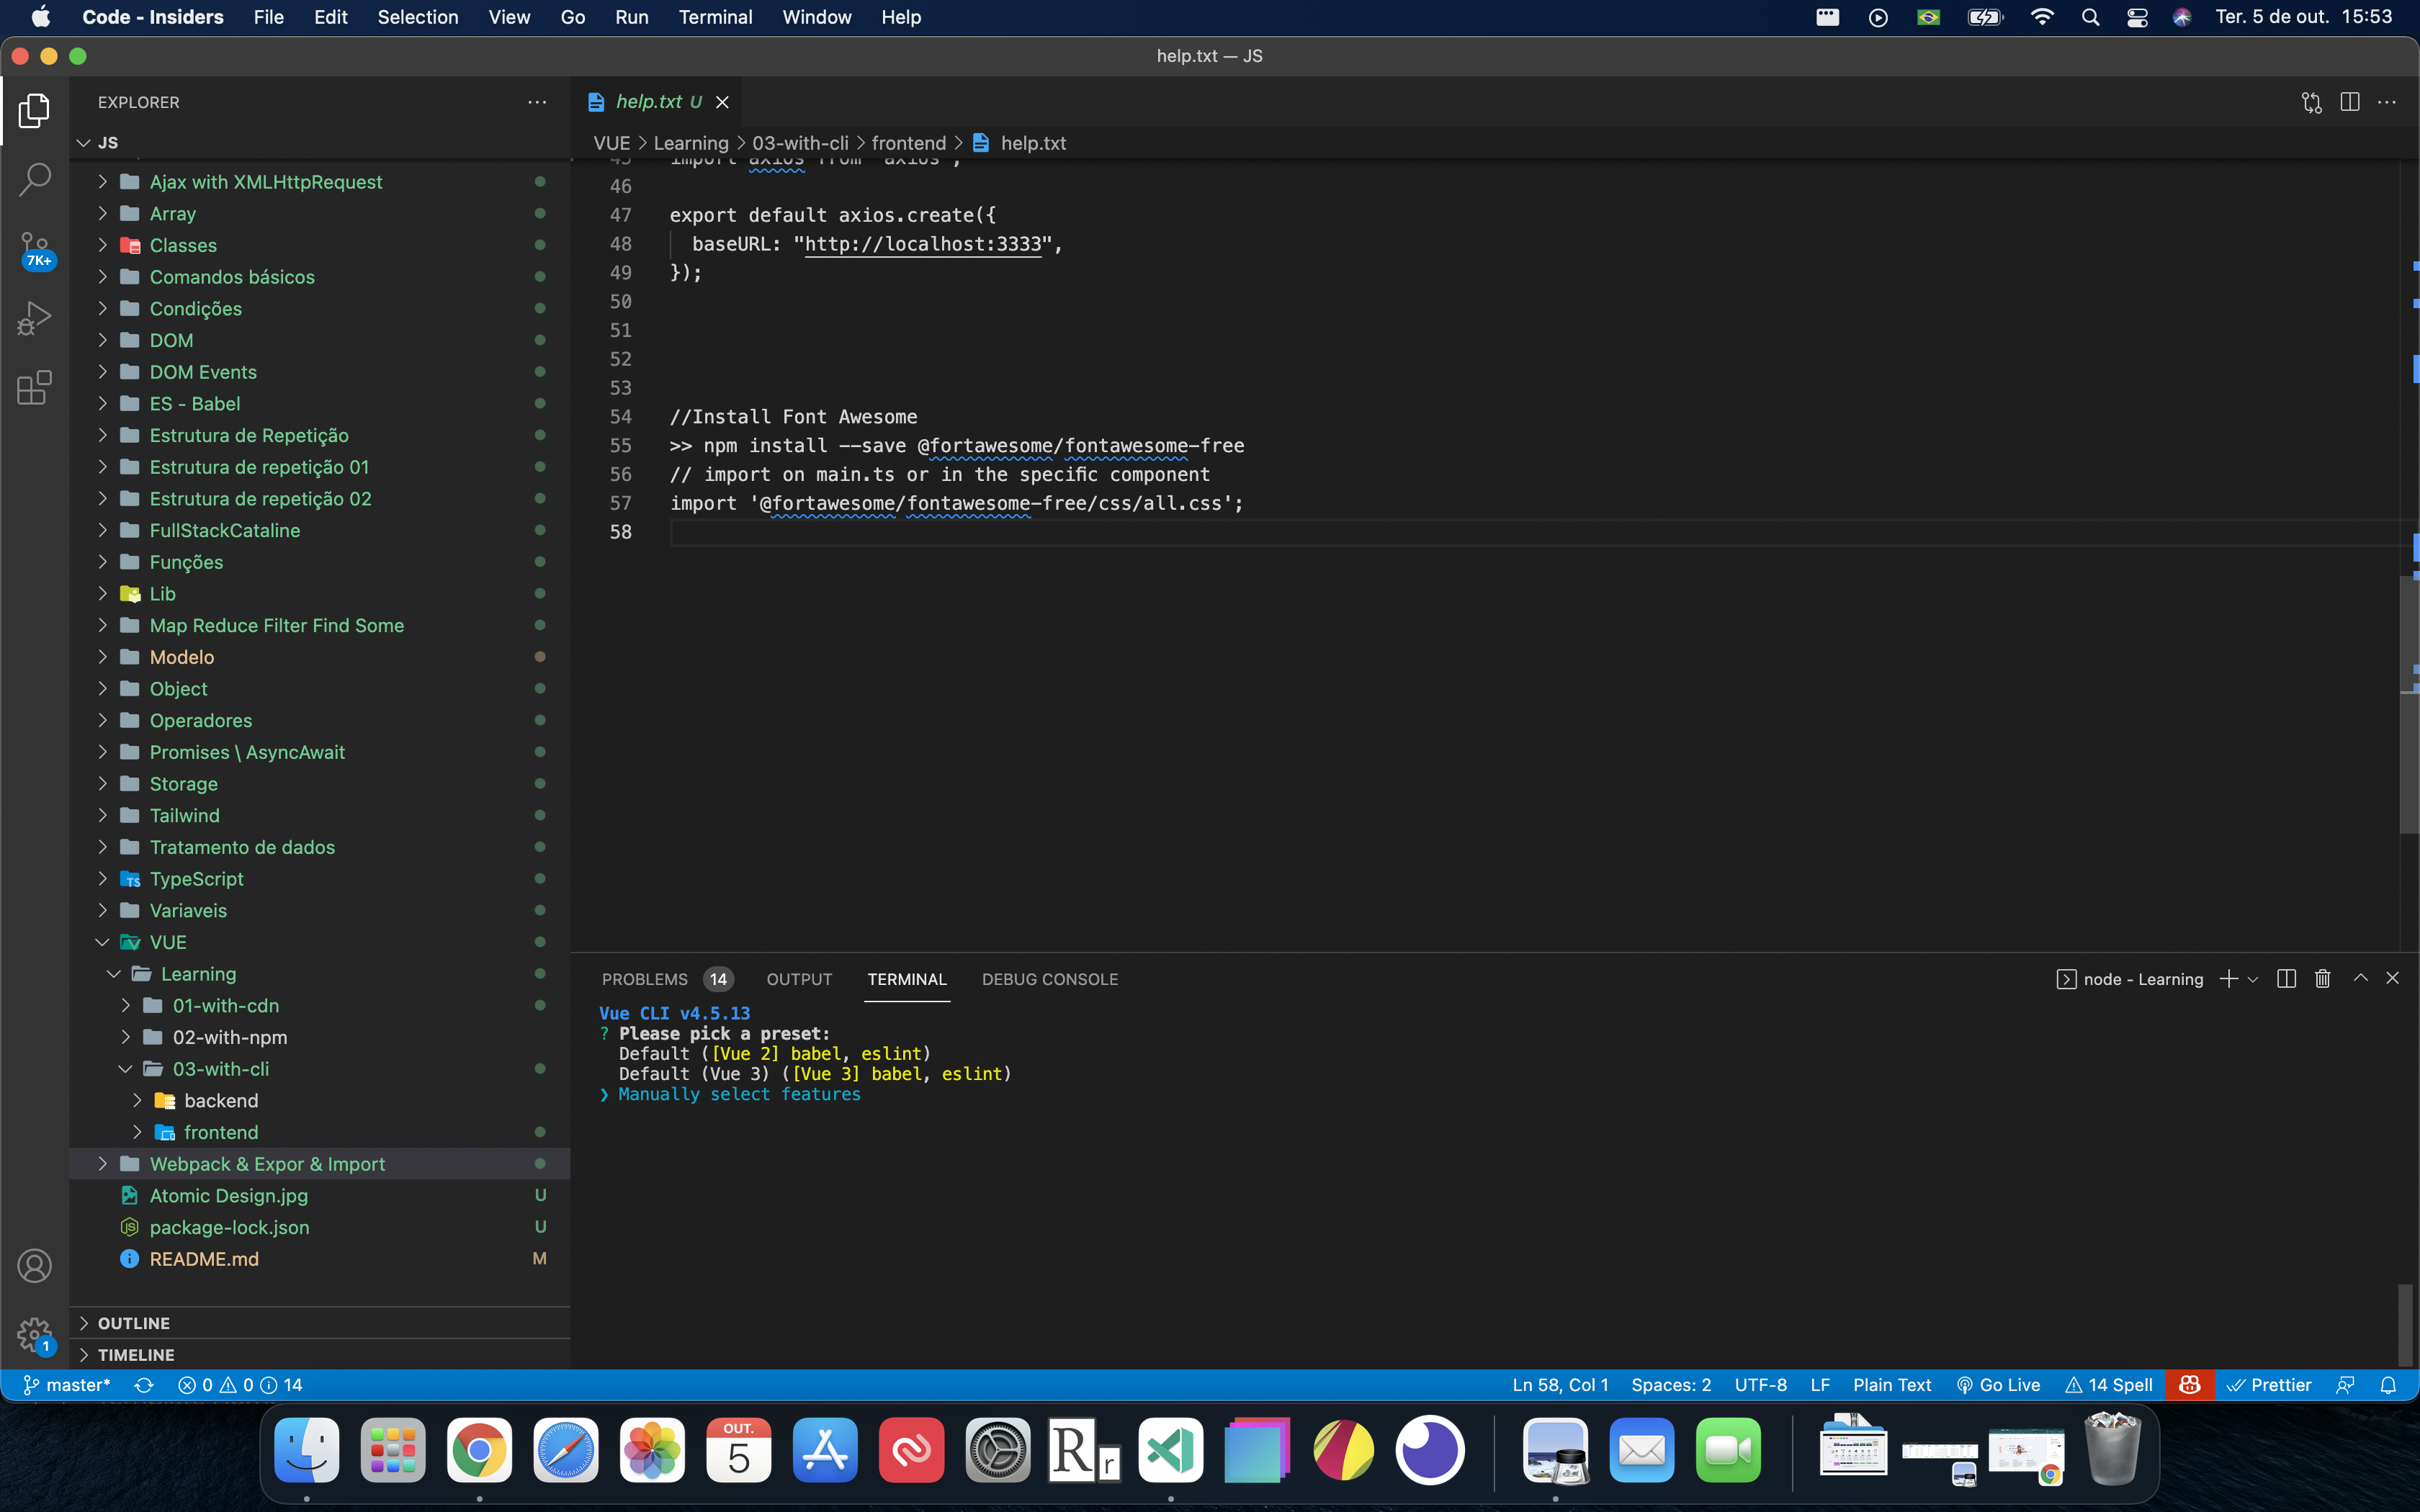 Code - Insiders File Edit Selection View Go Run Terminal Window Help Ter. 5 de out. 15:53
help.txt — JS
EXPLORER
JS
Ajax with XMLHttpRequest
Array
Classes
7K+
Comandos básicos
Condições
DOM
DOM Events
ES - Babel
Estrutura de Repetição
Estrutura de repetição 01
Estrutura de repetição 02
FullStackCataline
Funções
Lib
Map Reduce Filter Find Some
Modelo
Object
Operadores
Promises \ AsyncAwait
Storage
Tailwind
Tratamento de dados
TS TypeScript
Variaveis
VUE
Learning
01-with-cdn
02-with-npm
03-with-cli
backend
frontend
Webpack & Expor & Import
Atomic Design.jpg U
package-lock.json U
README.md M
OUTLINE
1
TIMELINE
help.txt U
VUE > Learning > 03-with-cli > frontend > help.txt
45 import axios from "axios";
46
47 export default axios.create({
48 baseURL: "http://localhost:3333",
49 });
50
51
52
53
54 //Install Font Awesome
55 >> npm install --save @fortawesome/fontawesome-free
56 // import on main.ts or in the specific component
57 import '@fortawesome/fontawesome-free/css/all.css';
58
PROBLEMS 14 OUTPUT TERMINAL DEBUG CONSOLE node - Learning
Vue CLI v4.5.13
? Please pick a preset:
Default ([Vue 2] babel, eslint)
Default (Vue 3) ([Vue 3] babel, eslint)
❯ Manually select features
master* 0 0 14 Ln 58, Col 1 Spaces: 2 UTF-8 LF Plain Text Go Live 14 Spell Prettier
OUT.
5
R r